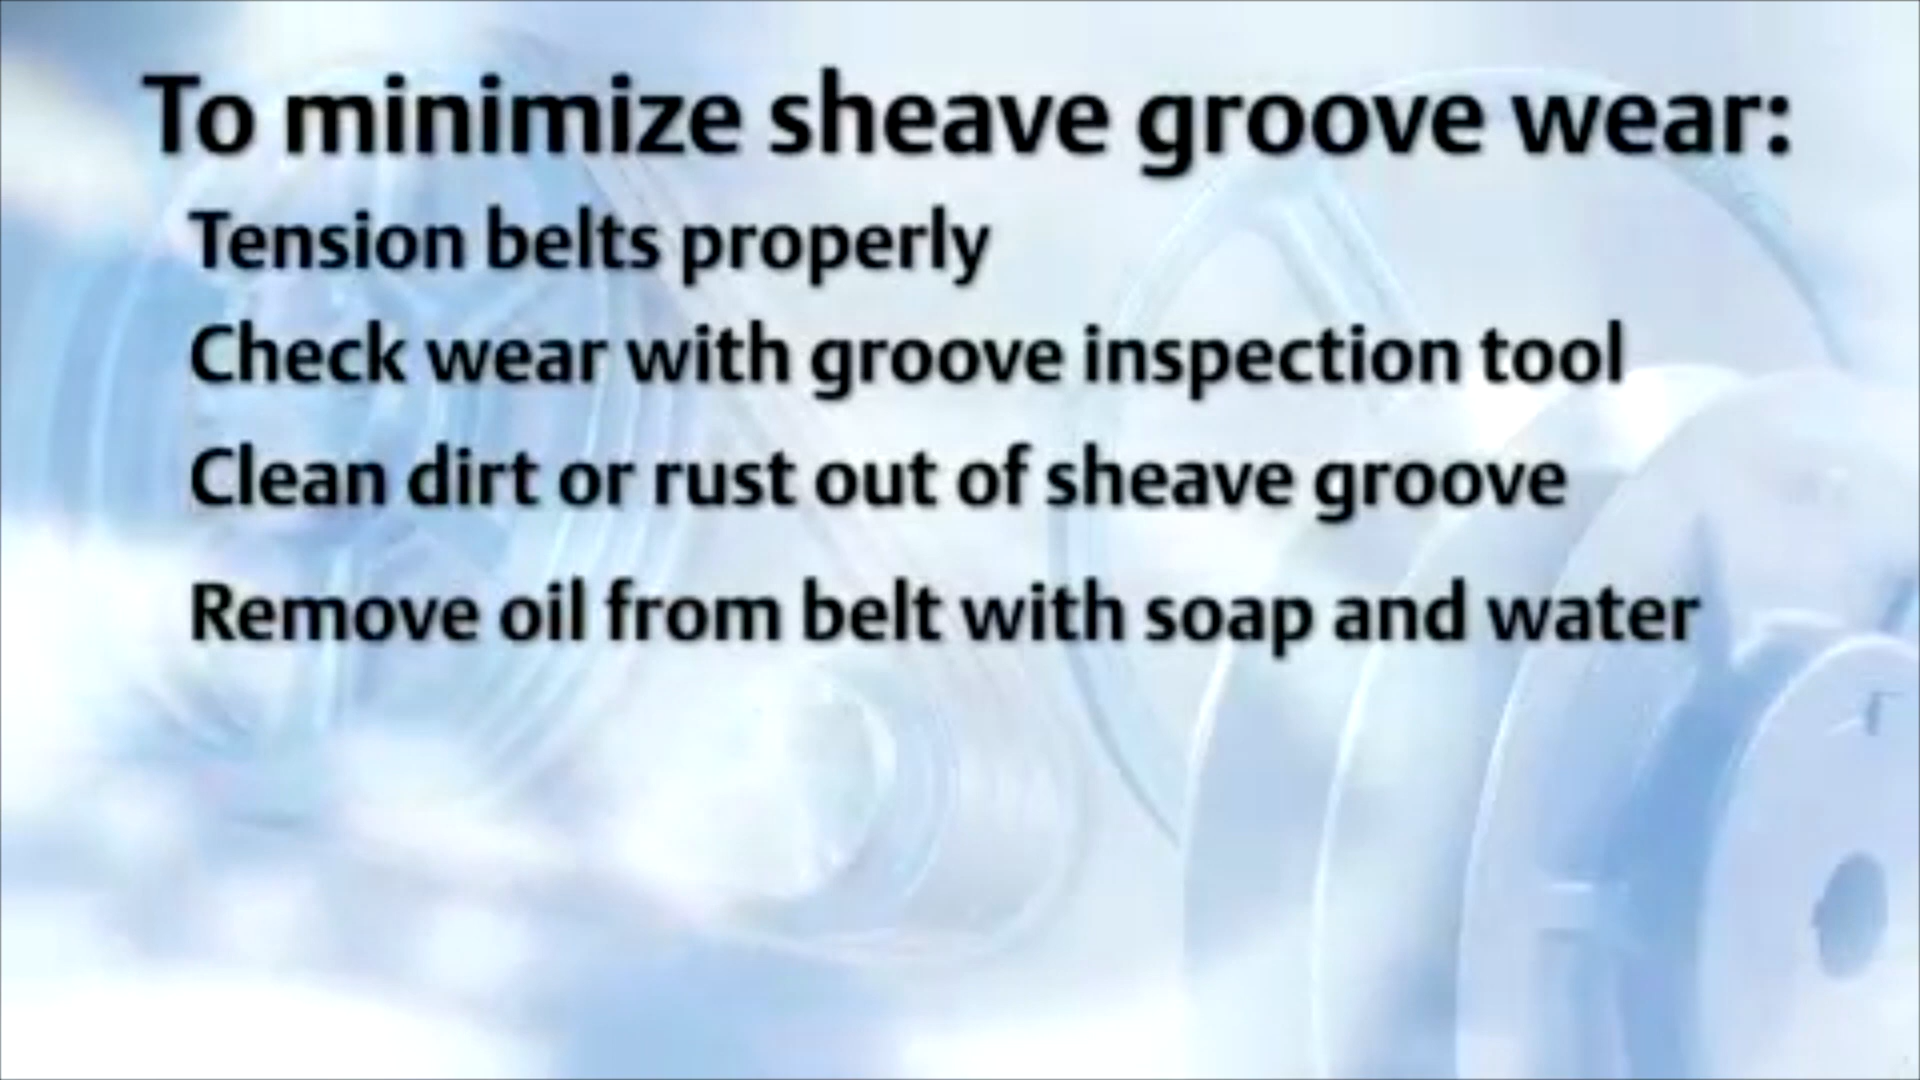 To minimize sheave groove wear:
Tension belts properly
Check wear with groove inspection tool
Clean dirt or rust out of sheave groove
Remove oil from belt with soap and water